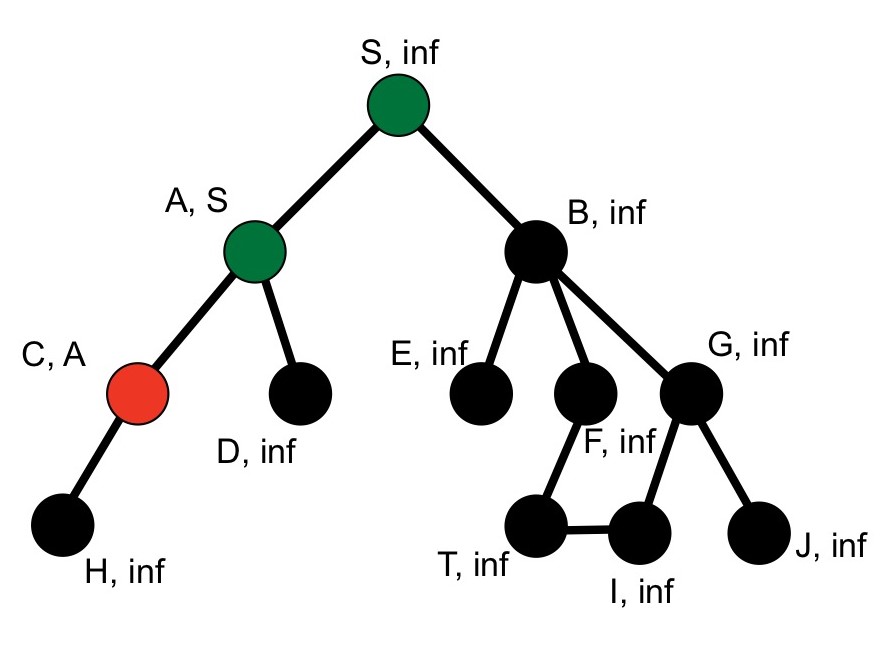 S, inf
A, S
B, inf
C, A
E, inf
G, inf
D, inf
F, inf
H, inf
T, inf
I, inf
J, inf